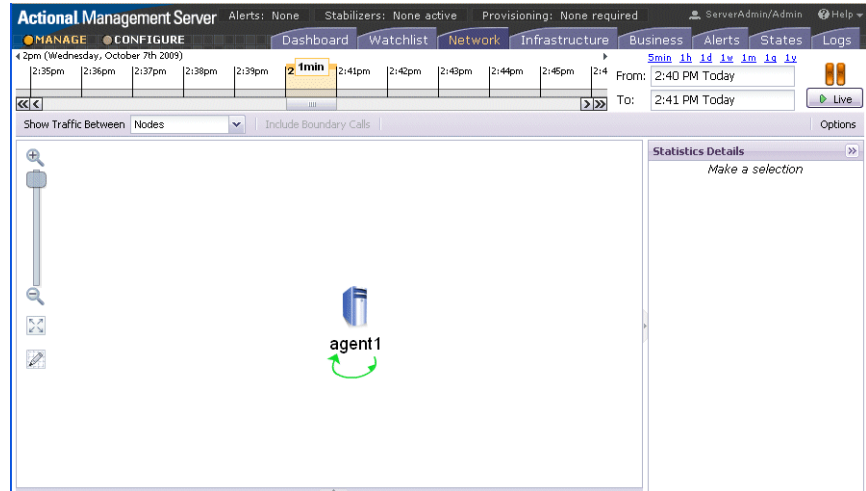 Actional Management Server Alerts: None Stabilizers: None active Provisioning: None required ServerAdmin/Admin Help
MANAGE CONFIGURE Dashboard Watchlist Network Infrastructure Business Alerts States Logs
2pm (Wednesday, October 7th 2009) 5min 1h 1d 1w 1m 1q 1y
2:35pm 2:36pm 2:37pm 2:38pm 2:39pm 2 1min 2:41pm 2:42pm 2:43pm 2:44pm 2:45pm 2:4 From: 2:40 PM Today
To: 2:41 PM Today Live
Show Traffic Between Nodes Include Boundary Calls Options
Statistics Details
Make a selection
agent1